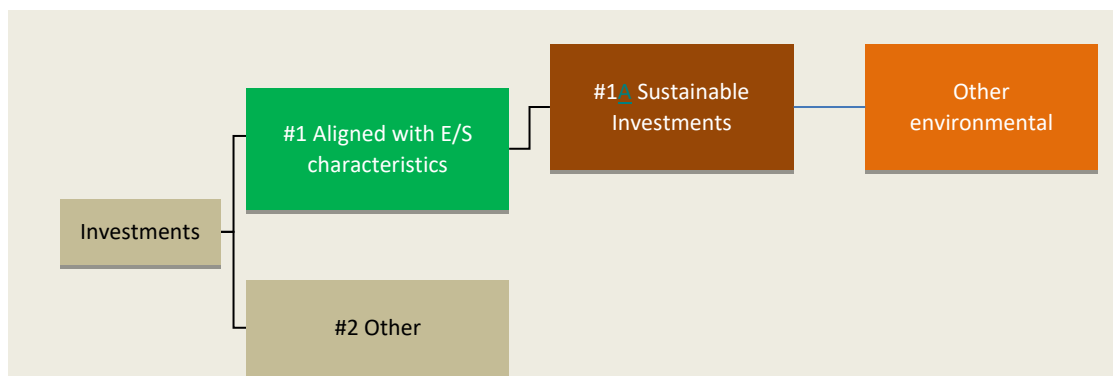 #1A Sustainable
Investments
Other
environmental
#1 Aligned with E/S
characteristics
Investments
#2 Other